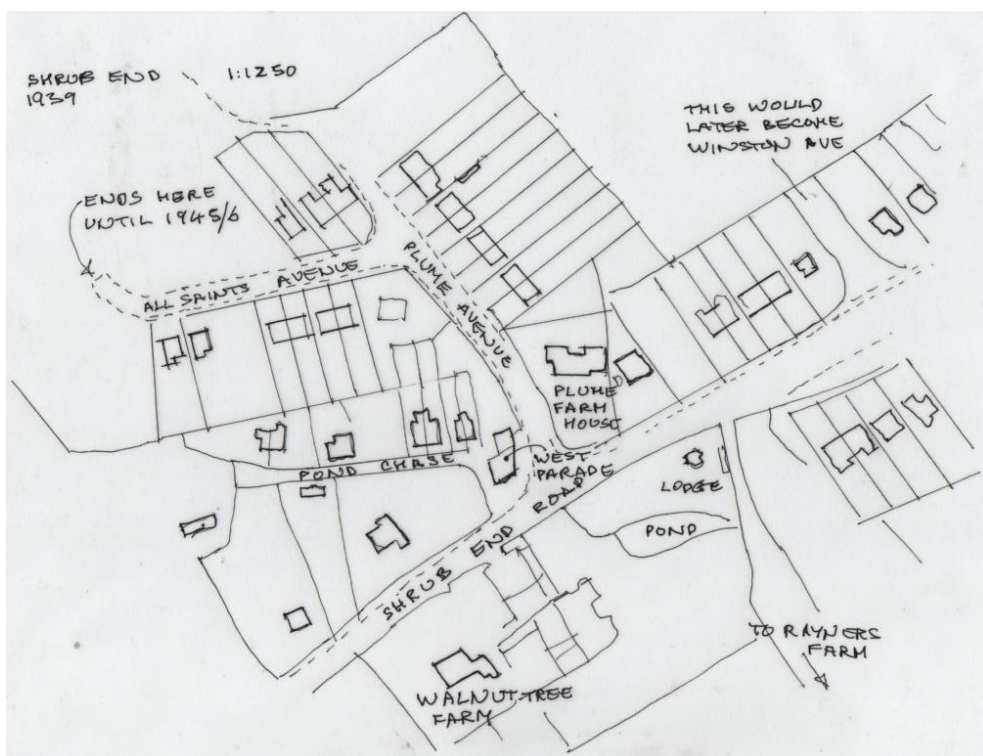 SHRUB END 1:1250
1939
THIS WOULD
LATER BECOME
WINSTON AVE
ENDS HERE
UNTIL 1945/6
ALL SAINTS AVENUE
PLUME AVENUE
PLUME
FARM
HOUSE
WEST
PARADE
POND CHASE
LODGE
POND
SHRUB END ROAD
TO RAYNERS
FARM
WALNUT-TREE
FARM